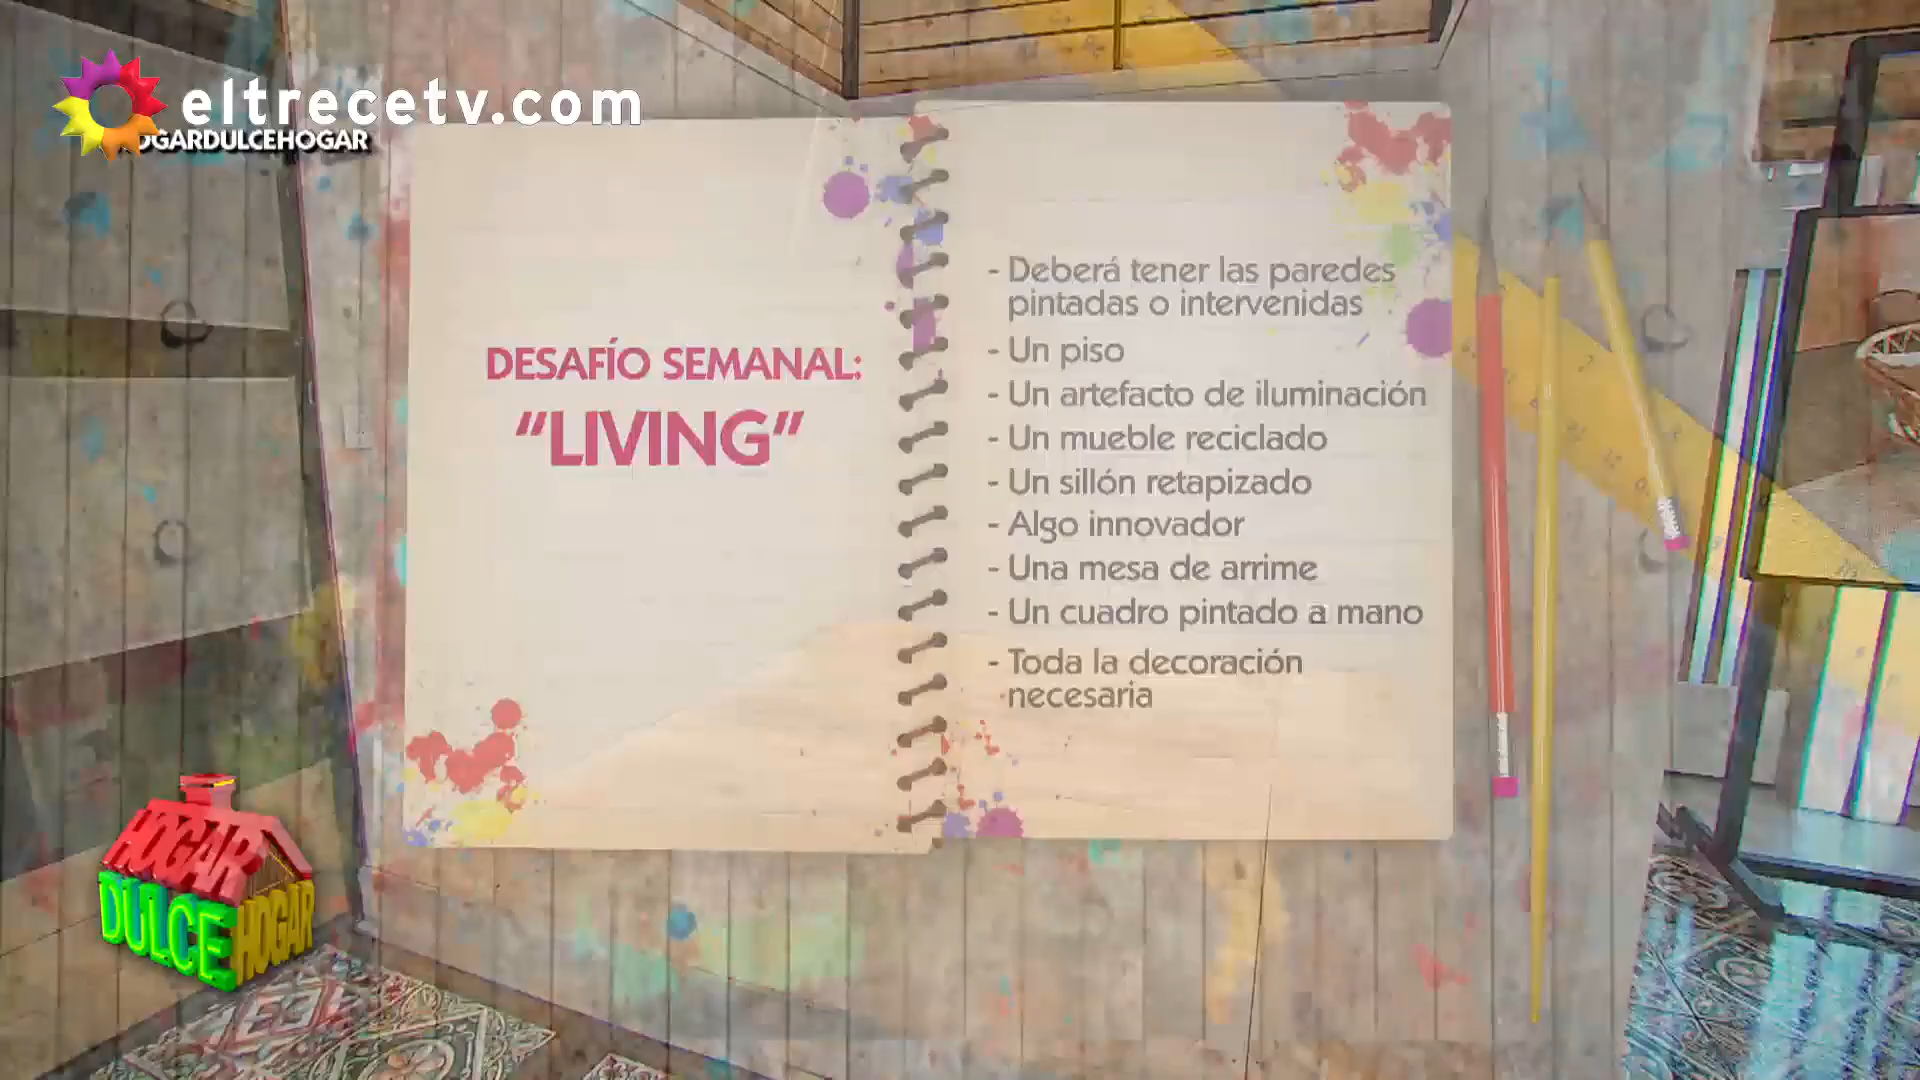 eltrecetv.com
OGARDULCEHOGAR
DESAFÍO SEMANAL:
“LIVING”
- Deberá tener las paredes
pintadas o intervenidas
- Un piso
- Un artefacto de iluminación
- Un mueble reciclado
- Un sillón retapizado
- Algo innovador
- Una mesa de arrime
- Un cuadro pintado a mano
- Toda la decoración
necesaria
HOGAR
DULCE HOGAR